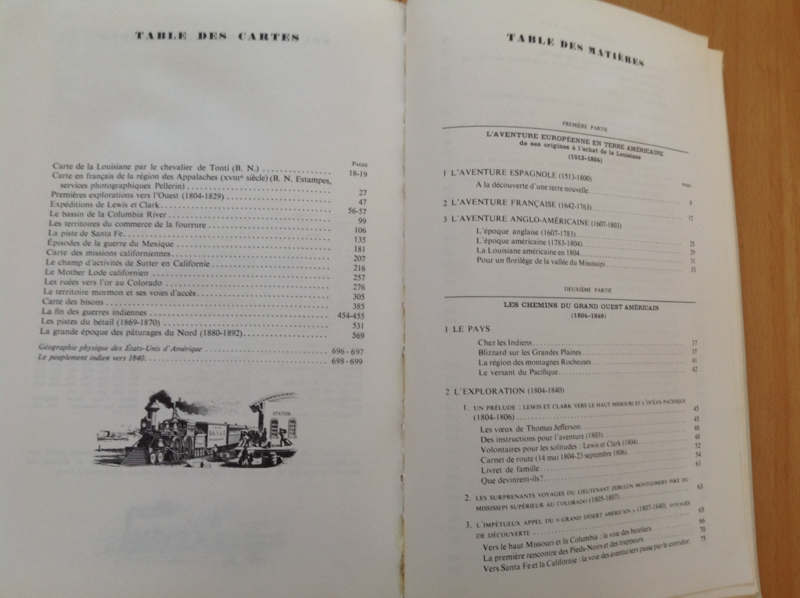 TABLE DES CARTES
PAGES
Carte de la Louisiane par le chevalier de Tonti (B. N.) 18-19
Carte en français de la région des Appalaches (XVIIIe siècle) (B. N. Estampes,
services photographiques Pellerin) 27
Premières explorations vers l'Ouest (1804-1829) 47
Expéditions de Lewis et Clark 56-57
Le bassin de la Columbia River 99
Les territoires du commerce de la fourrure 106
La piste de Santa Fe 135
Épisodes de la guerre du Mexique 181
Carte des missions californiennes 207
Le champ d'activités de Sutter en Californie 216
Le Mother Lode californien 257
Les ruées vers l'or au Colorado 276
Le territoire mormon et ses voies d'accès 305
Carte des bisons 385
La fin des guerres indiennes 454-455
Les pistes du bétail (1869-1870) 531
La grande époque des pâturages du Nord (1880-1892) 569
Géographie physique des États-Unis d'Amérique 696-697
Le peuplement indien vers 1840 698-699
STATION
TABLE DES MATIÈRES
PREMIÈRE PARTIE
L'AVENTURE EUROPÉENNE EN TERRE AMÉRICAINE
de ses origines à l'achat de la Louisiane
(1513-1804)
1 L'AVENTURE ESPAGNOLE (1513-1800)
A la découverte d'une terre nouvelle
2 L'AVENTURE FRANÇAISE (1642-1763)
3 L'AVENTURE ANGLO-AMÉRICAINE (1607-1803)
L'époque anglaise (1607-1783)
L'époque américaine (1783-1804) 25
La Louisiane américaine en 1804 29
Pour un florilège de la vallée du Mississipi 31
33
DEUXIÈME PARTIE
LES CHEMINS DU GRAND OUEST AMÉRICAIN
(1804-1848)
1 LE PAYS
Chez les Indiens 37
Blizzard sur les Grandes Plaines 37
La région des montagnes Rocheuses 41
Le versant du Pacifique 42
2 L'EXPLORATION (1804-1840)
1. UN PRÉLUDE : LEWIS ET CLARK VERS LE HAUT MISSOURI ET L'OCÉAN PACIFIQUE
(1804-1806) 45
Les vœux de Thomas Jefferson 45
Des instructions pour l'aventure (1803) 48
Volontaires pour les solitudes : Lewis et Clark (1804) 48
Carnet de route (14 mai 1804-23 septembre 1806) 52
Livret de famille 54
Que devinrent-ils? 61
2. LES SURPRENANTS VOYAGES DU LIEUTENANT ZEBULON MONTGOMERY PIKE DU
MISSISSIPI SUPÉRIEUR AU COLORADO (1805-1807) 63
3. L'IMPÉTUEUX APPEL DU « GRAND DÉSERT AMÉRICAIN » (1807-1840), VOYAGES
DE DÉCOUVERTE 65
Vers le haut Missouri et la Columbia : la voie des 66
La première rencontre des Pieds-Noirs et des trappeurs 70
Vers Santa Fe et la Californie : la voie des aventuriers passe par le corridor 75